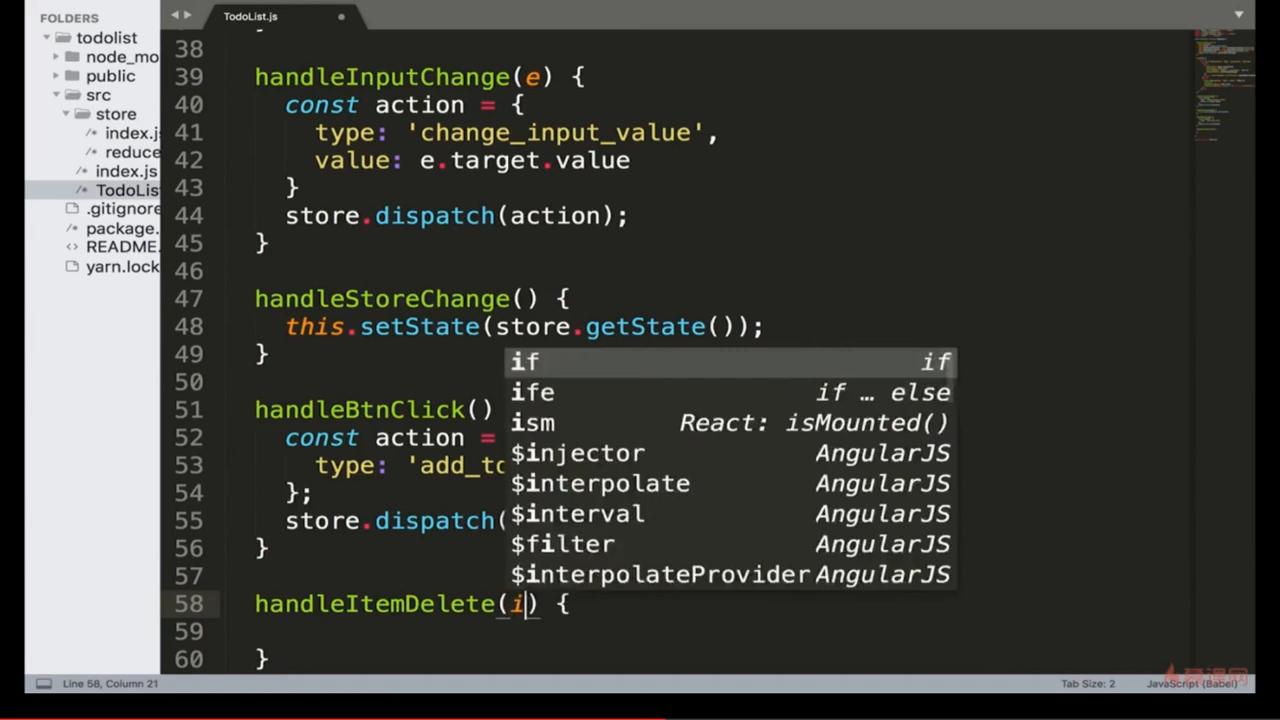 FOLDERS
todolist
node_mo
public
src
store
index.j
/* reduce
/* index.js
/* TodoLis
.gitignore
/* package.
<> README.
yarn.lock
TodoList.js
38
39 handleInputChange(e) {
40 const action = {
41 type: 'change_input_value',
42 value: e.target.value
43 }
44 store.dispatch(action);
45 }
46
47 handleStoreChange() {
48 this.setState(store.getState());
49 }
50
51 handleBtnClick()
52 const action =
53 type: 'add_to
54 };
55 store.dispatch(
56 }
57
58 handleItemDelete(i) {
59
60 }
if if
ife if … else
ism React: isMounted()
$injector AngularJS
$interpolate AngularJS
$interval AngularJS
$filter AngularJS
$interpolateProvider AngularJS
Line 58, Column 21
Tab Size: 2
JavaScript (Babel)
慕课网